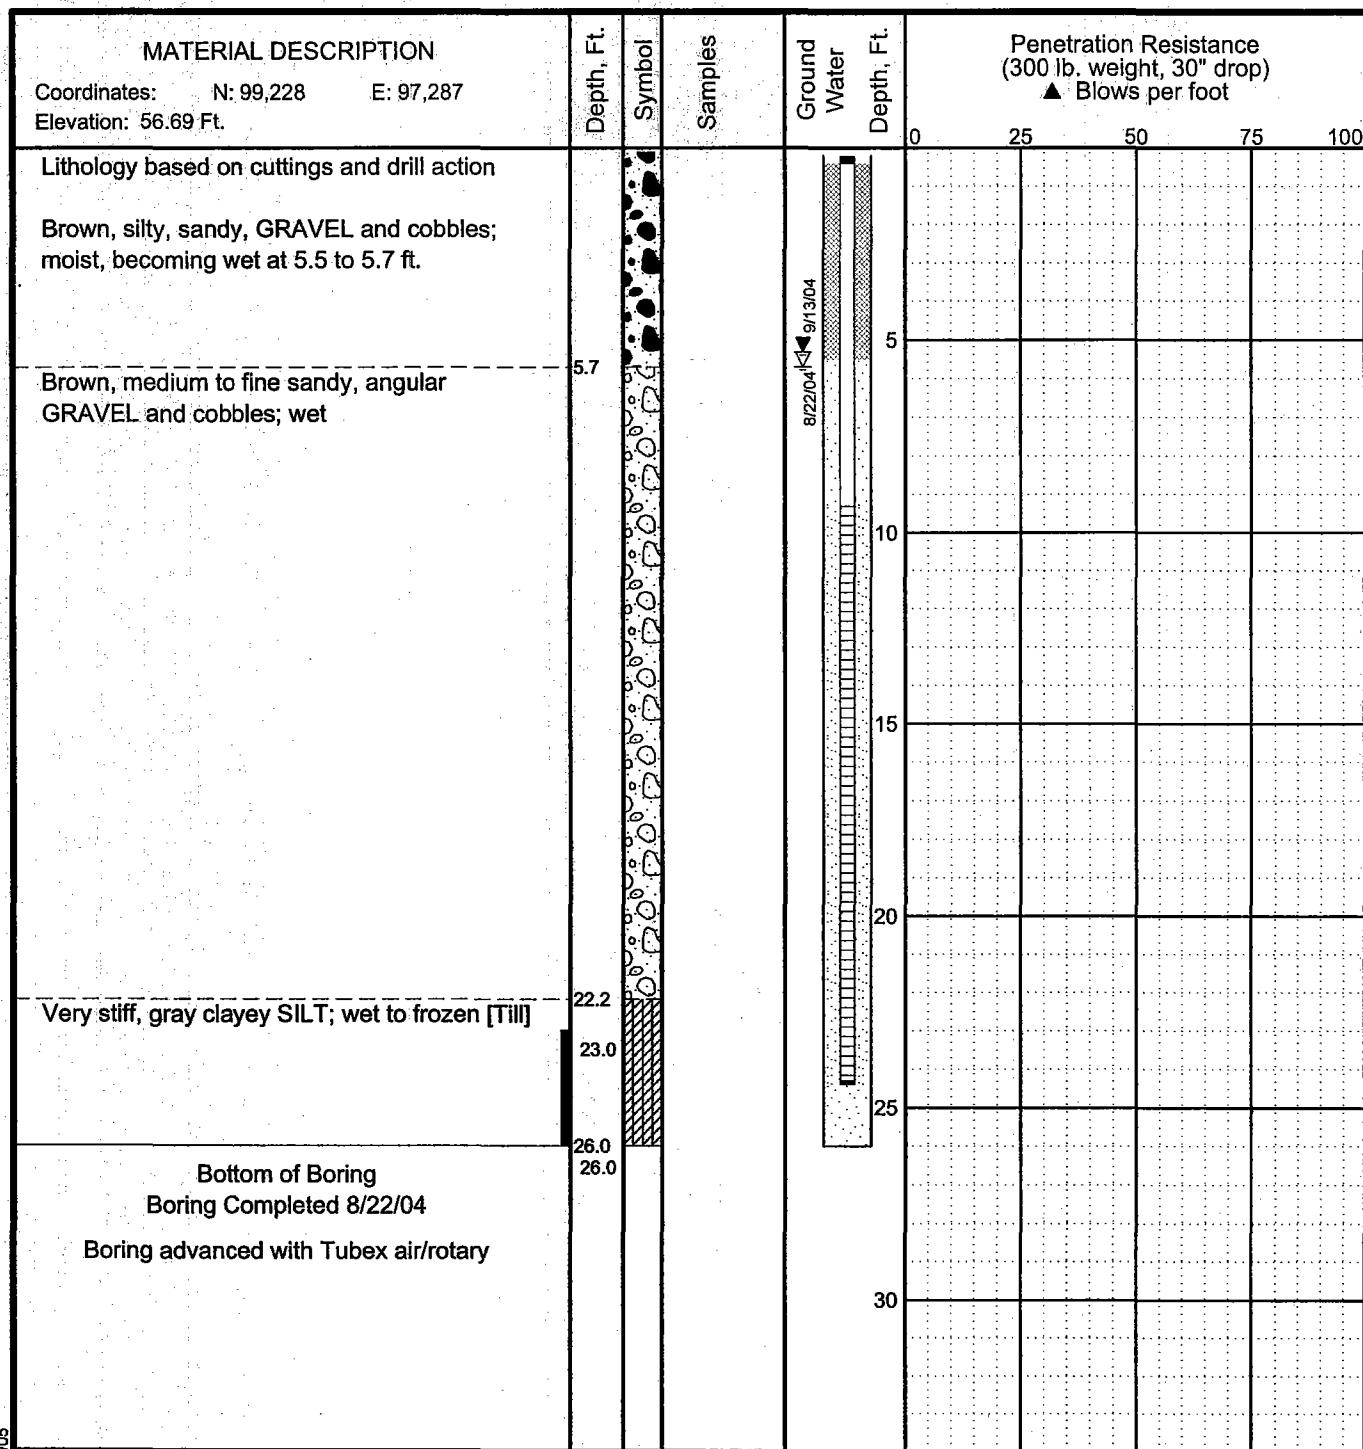 MATERIAL DESCRIPTION
Coordinates: N: 99,228 E: 97,287
Elevation: 56.69 Ft.
Depth, Ft.
Symbol
Samples
Ground
Water
Depth, Ft.
Penetration Resistance
(300 lb. weight, 30" drop)
▲ Blows per foot
0 25 50 75 100
Lithology based on cuttings and drill action
Brown, silty, sandy, GRAVEL and cobbles;
moist, becoming wet at 5.5 to 5.7 ft.
9/13/04
8/22/04
5
5.7
Brown, medium to fine sandy, angular
GRAVEL and cobbles; wet
10
15
20
22.2
Very stiff, gray clayey SILT; wet to frozen [Till]
23.0
25
26.0
26.0
Bottom of Boring
Boring Completed 8/22/04
Boring advanced with Tubex air/rotary
30